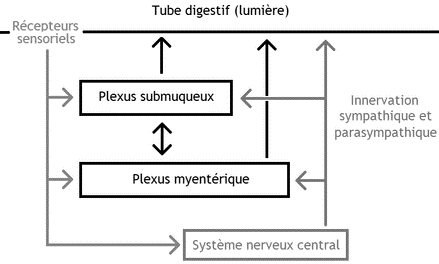 Tube digestif (lumière)
Récepteurs
sensoriels
Plexus submuqueux
Innervation
sympathique et
parasympathique
Plexus myentérique
Système nerveux central